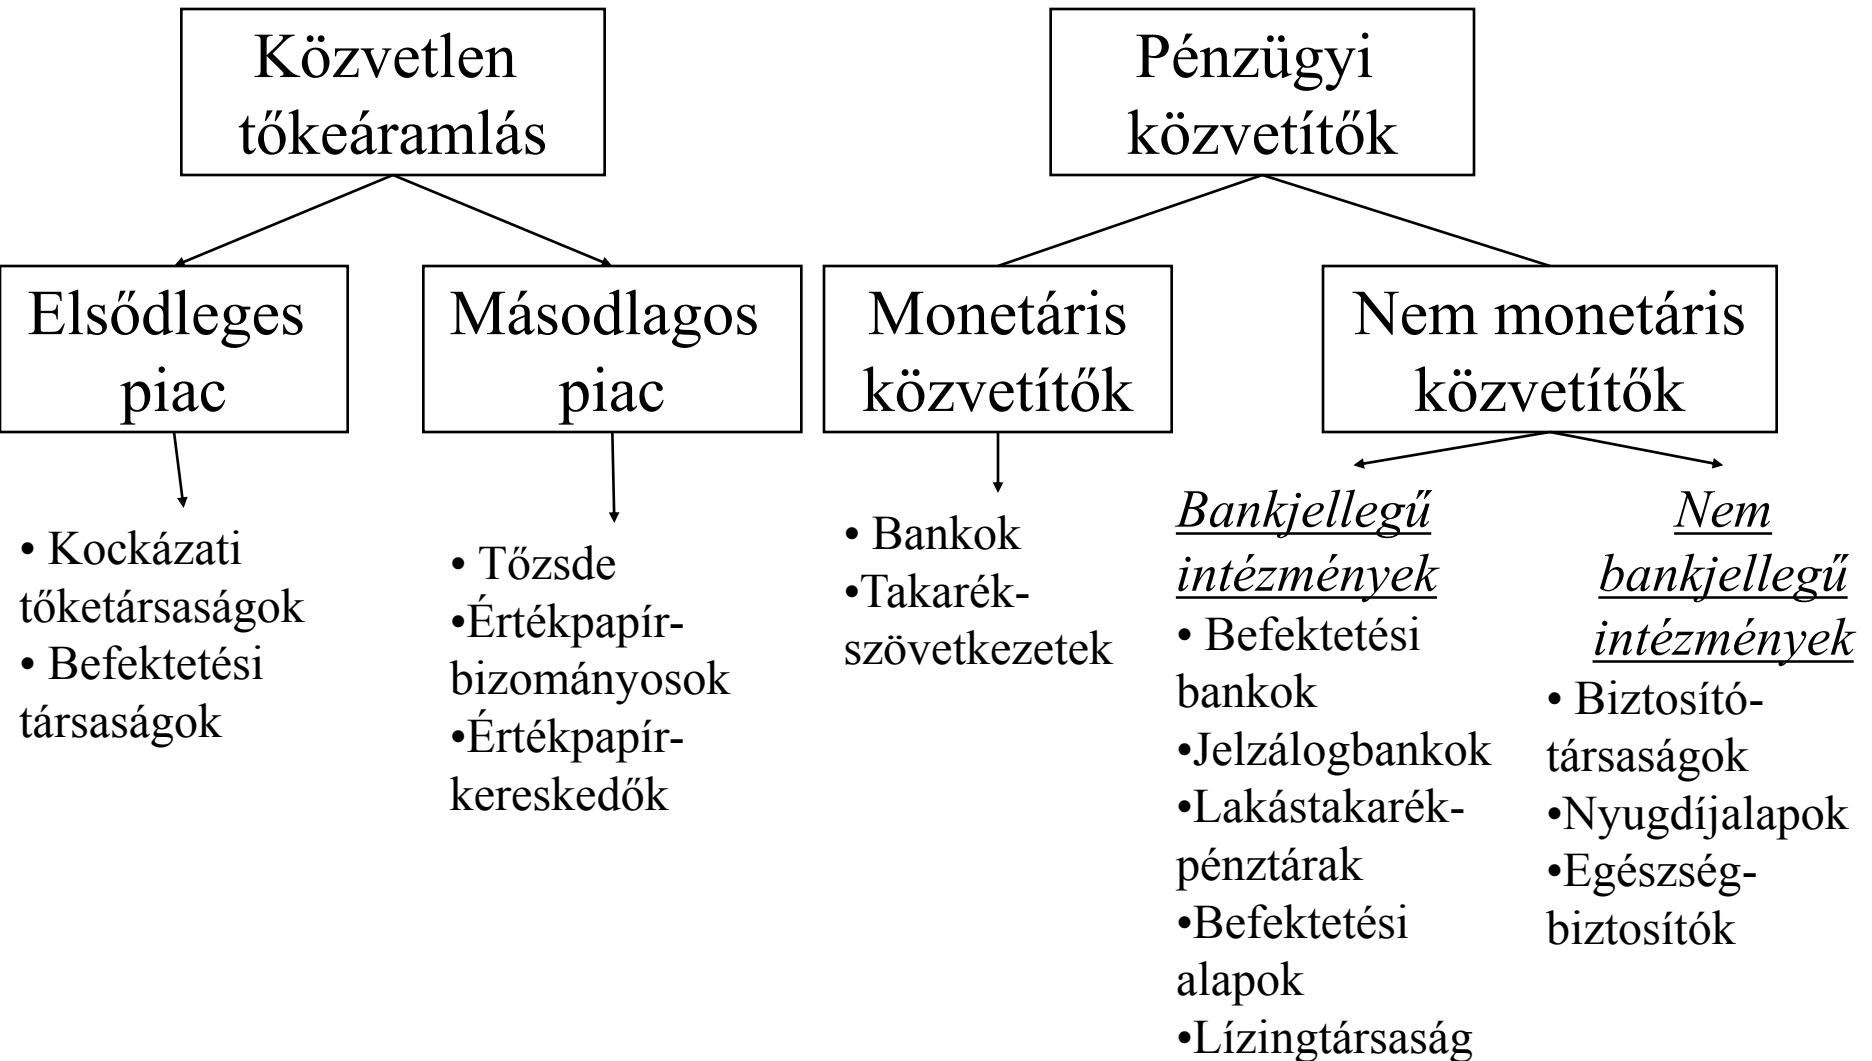 Közvetlen
tőkeáramlás
Pénzügyi
közvetítők
Elsődleges
piac
Másodlagos
piac
Monetáris
közvetítők
Nem monetáris
közvetítők
• Kockázati
tőketársaságok
• Befektetési
társaságok
• Tőzsde
•Értékpapír-
bizományosok
•Értékpapír-
kereskedők
• Bankok
•Takarék-
szövetkezetek
Bankjellegű
intézmények
• Befektetési
bankok
•Jelzálogbankok
•Lakástakarék-
pénztárak
•Befektetési
alapok
•Lízingtársaság
Nem
bankjellegű
intézmények
• Biztosító-
társaságok
•Nyugdíjalapok
•Egészség-
biztosítók